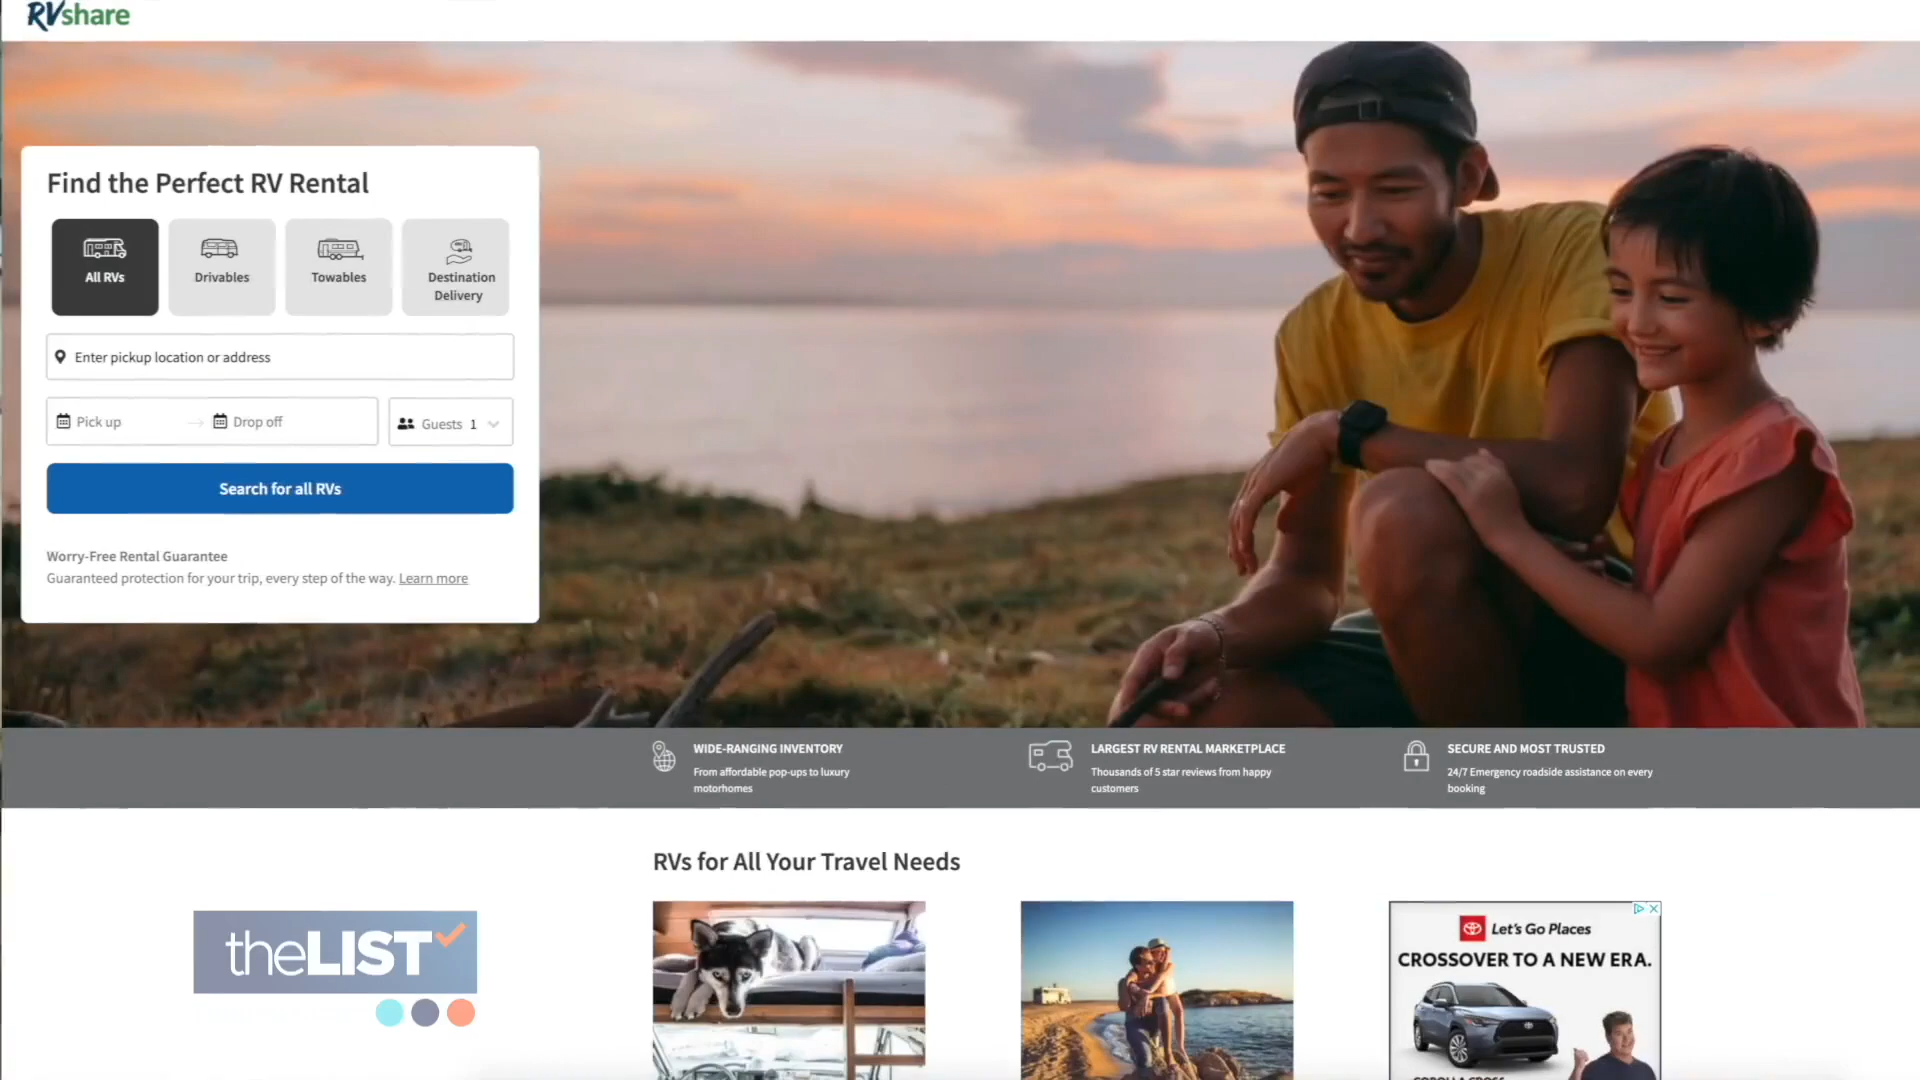 RVshare
Find the Perfect RV Rental
All RVs
Drivables
Towables
Destination
Delivery
Enter pickup location or address
Pick up
Drop off
Guests 1
Search for all RVs
Worry-Free Rental Guarantee
Guaranteed protection for your trip, every step of the way. Learn more
WIDE-RANGING INVENTORY
From affordable pop-ups to luxury
motorhomes
LARGEST RV RENTAL MARKETPLACE
Thousands of 5 star reviews from happy
customers
SECURE AND MOST TRUSTED
24/7 Emergency roadside assistance on every
booking
RVs for All Your Travel Needs
theLIST
Let's Go Places
CROSSOVER TO A NEW ERA.
COROLLA CROSS